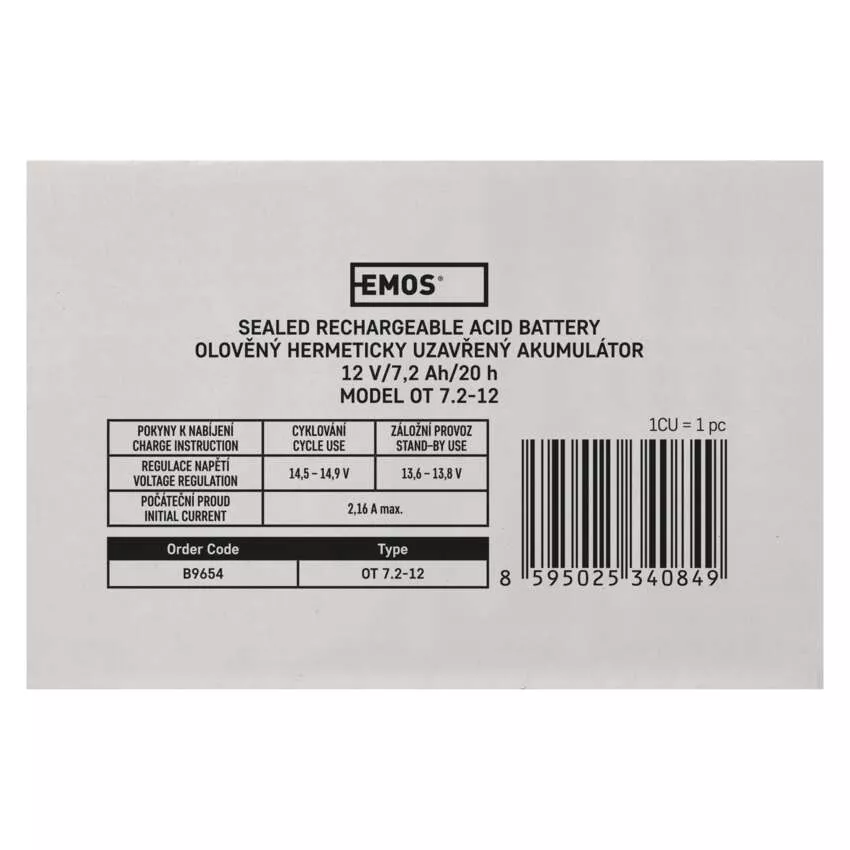 EMOS®
SEALED RECHARGEABLE ACID BATTERY
OLOVĚNÝ HERMETICKY UZAVŘENÝ AKUMULÁTOR
12 V/7,2 Ah/20 h
MODEL OT 7.2-12
1CU = 1 pc
POKYNY K NABÍJENÍ
CHARGE INSTRUCTION
CYKLOVÁNÍ
CYCLE USE
ZÁLOŽNÍ PROVOZ
STAND-BY USE
REGULACE NAPĚTÍ
VOLTAGE REGULATION
14,5 – 14,9 V
13,6 – 13,8 V
POČÁTEČNÍ PROUD
INITIAL CURRENT
2,16 A max.
Order Code
Type
B9654
OT 7.2-12
8 595025 340849